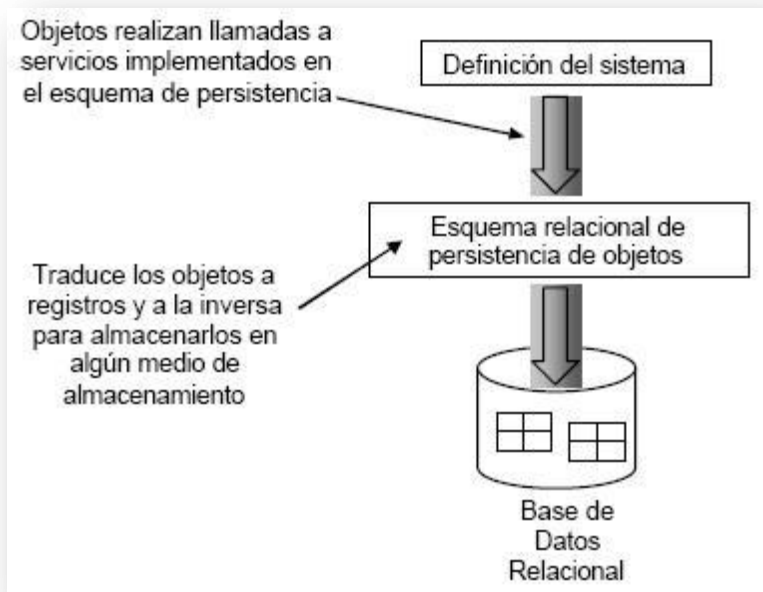 Objetos realizan llamadas a
servicios implementados en
el esquema de persistencia
Definición del sistema
Esquema relacional de
persistencia de objetos
Traduce los objetos a
registros y a la inversa
para almacenarlos en
algún medio de
almacenamiento
Base de
Datos
Relacional